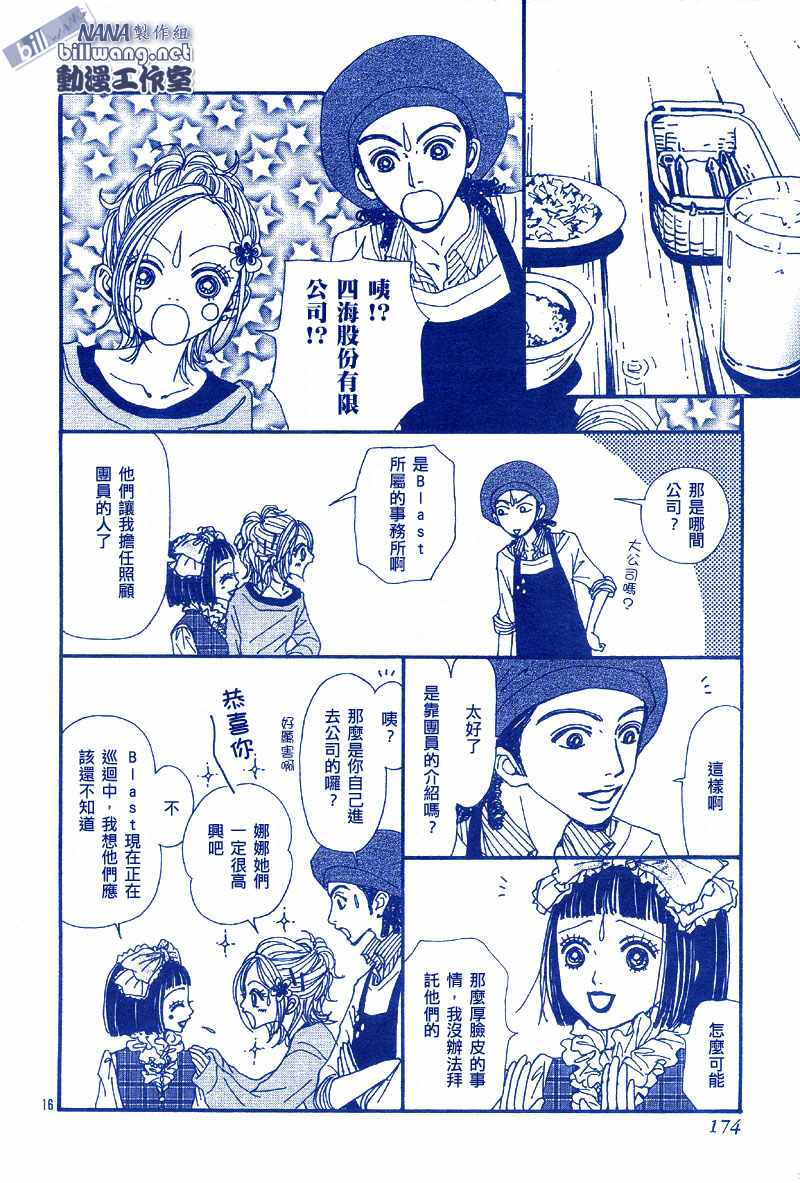 bill wang
NANA製作組
billwang.net
動漫工作室
咦!?
四海股份有限
公司!?
那是哪間
公司？
大公司嗎？
是Blast
所屬的事務所啊
他們讓我擔任照顧
團員的人了
這樣啊
太好了
是靠團員的介紹嗎？
咦？
那麼是你自己進
去公司的囉？
好厲害啊
恭喜你
娜娜她們
一定很高
興吧
不
Blast現在正在
巡迴中，我想他們應
該還不知道
怎麼可能
那麼厚臉皮的事
情，我沒辦法拜
託他們的
16
174